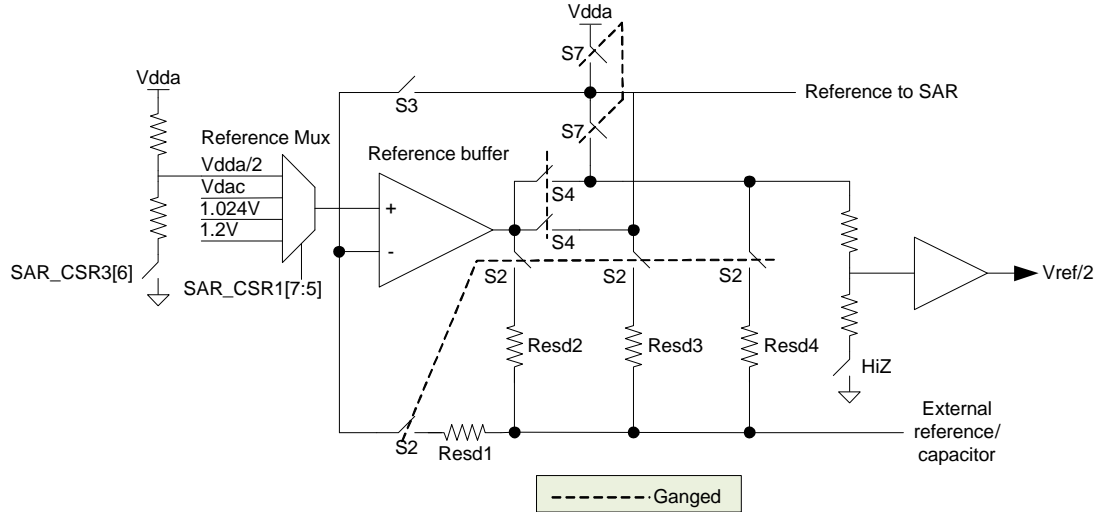 Vdda
S7
Vdda
S3
Reference to SAR
S7
Reference Mux
Reference buffer
Vdda/2
Vdac
1.024V
1.2V
+
-
S4
S4
SAR_CSR3[6]
SAR_CSR1[7:5]
S2
S2
S2
Vref/2
Resd2
Resd3
Resd4
HiZ
S2
Resd1
External
reference/
capacitor
Ganged